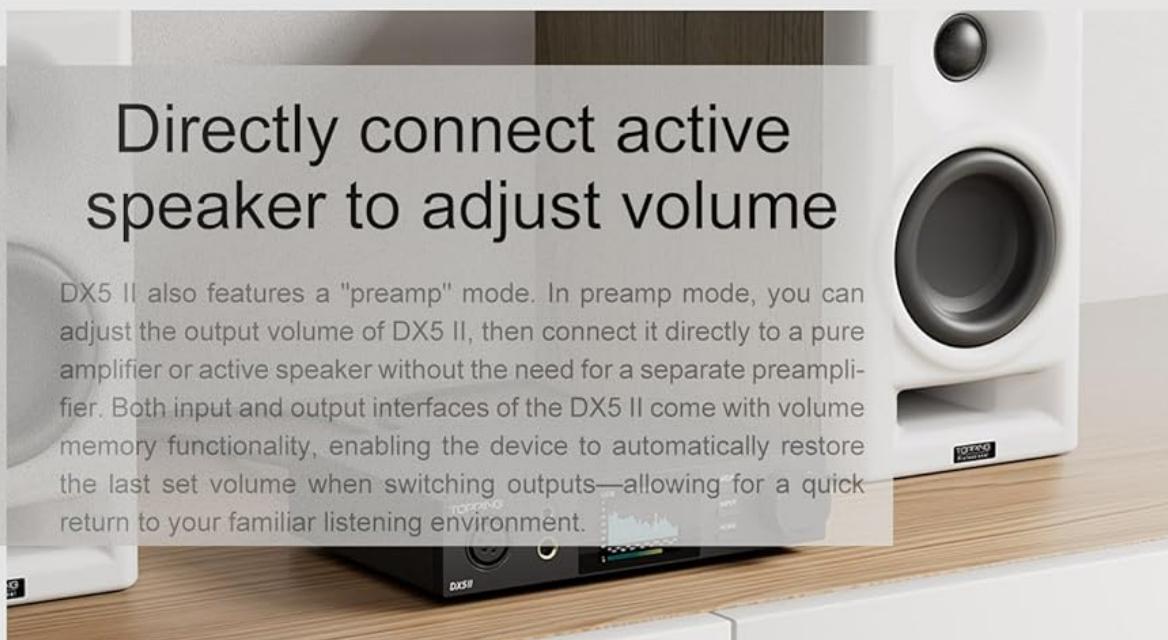 Directly connect active
speaker to adjust volume
DX5 II also features a "preamp" mode. In preamp mode, you can
adjust the output volume of DX5 II, then connect it directly to a pure
amplifier or active speaker without the need for a separate preampli-
fier. Both input and output interfaces of the DX5 II come with volume
memory functionality, enabling the device to automatically restore
the last set volume when switching outputs—allowing for a quick
return to your familiar listening environment.
TOPPING
Professional
TOPPING
DX5II